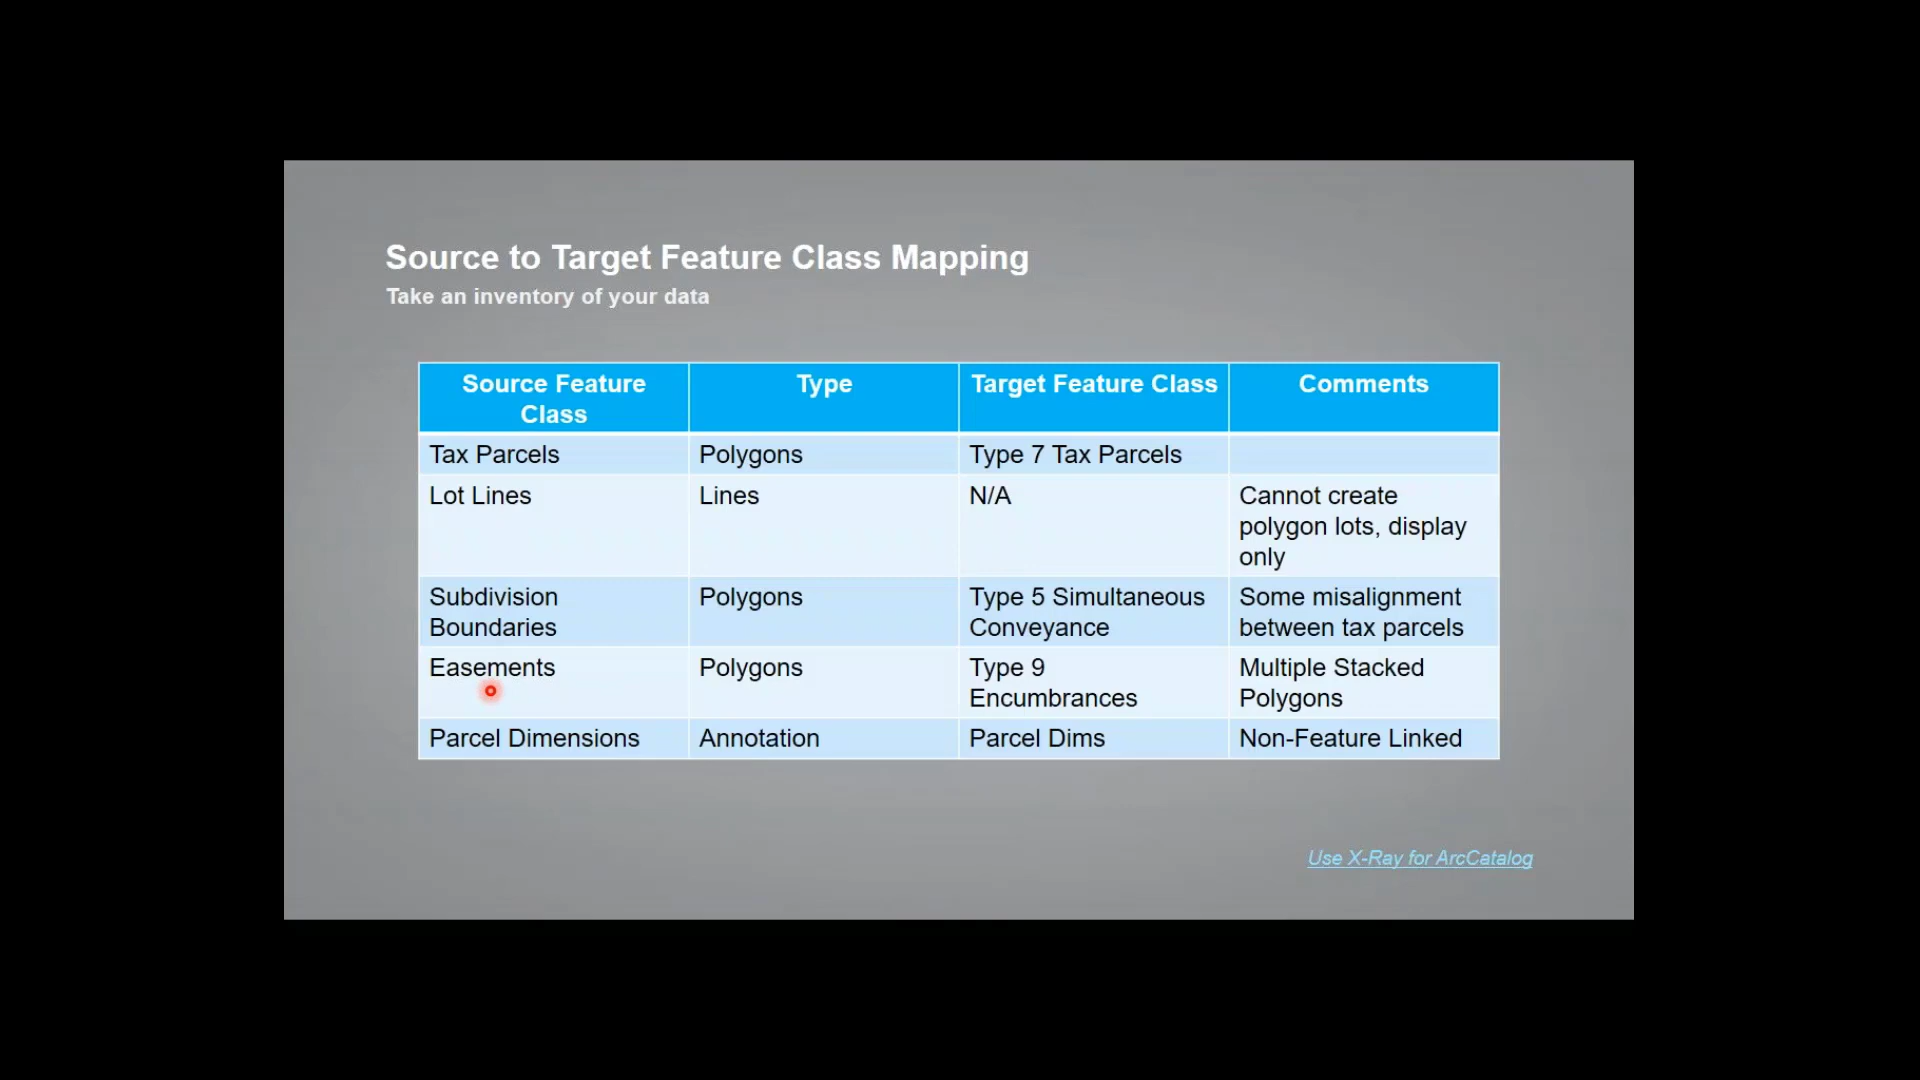 Source to Target Feature Class Mapping
Take an inventory of your data
Source Feature
Class
Type
Target Feature Class
Comments
Tax Parcels
Polygons
Type 7 Tax Parcels
Lot Lines
Lines
N/A
Cannot create
polygon lots, display
only
Subdivision
Boundaries
Polygons
Type 5 Simultaneous
Conveyance
Some misalignment
between tax parcels
Easements
Polygons
Type 9
Encumbrances
Multiple Stacked
Polygons
Parcel Dimensions
Annotation
Parcel Dims
Non-Feature Linked
Use X-Ray for ArcCatalog